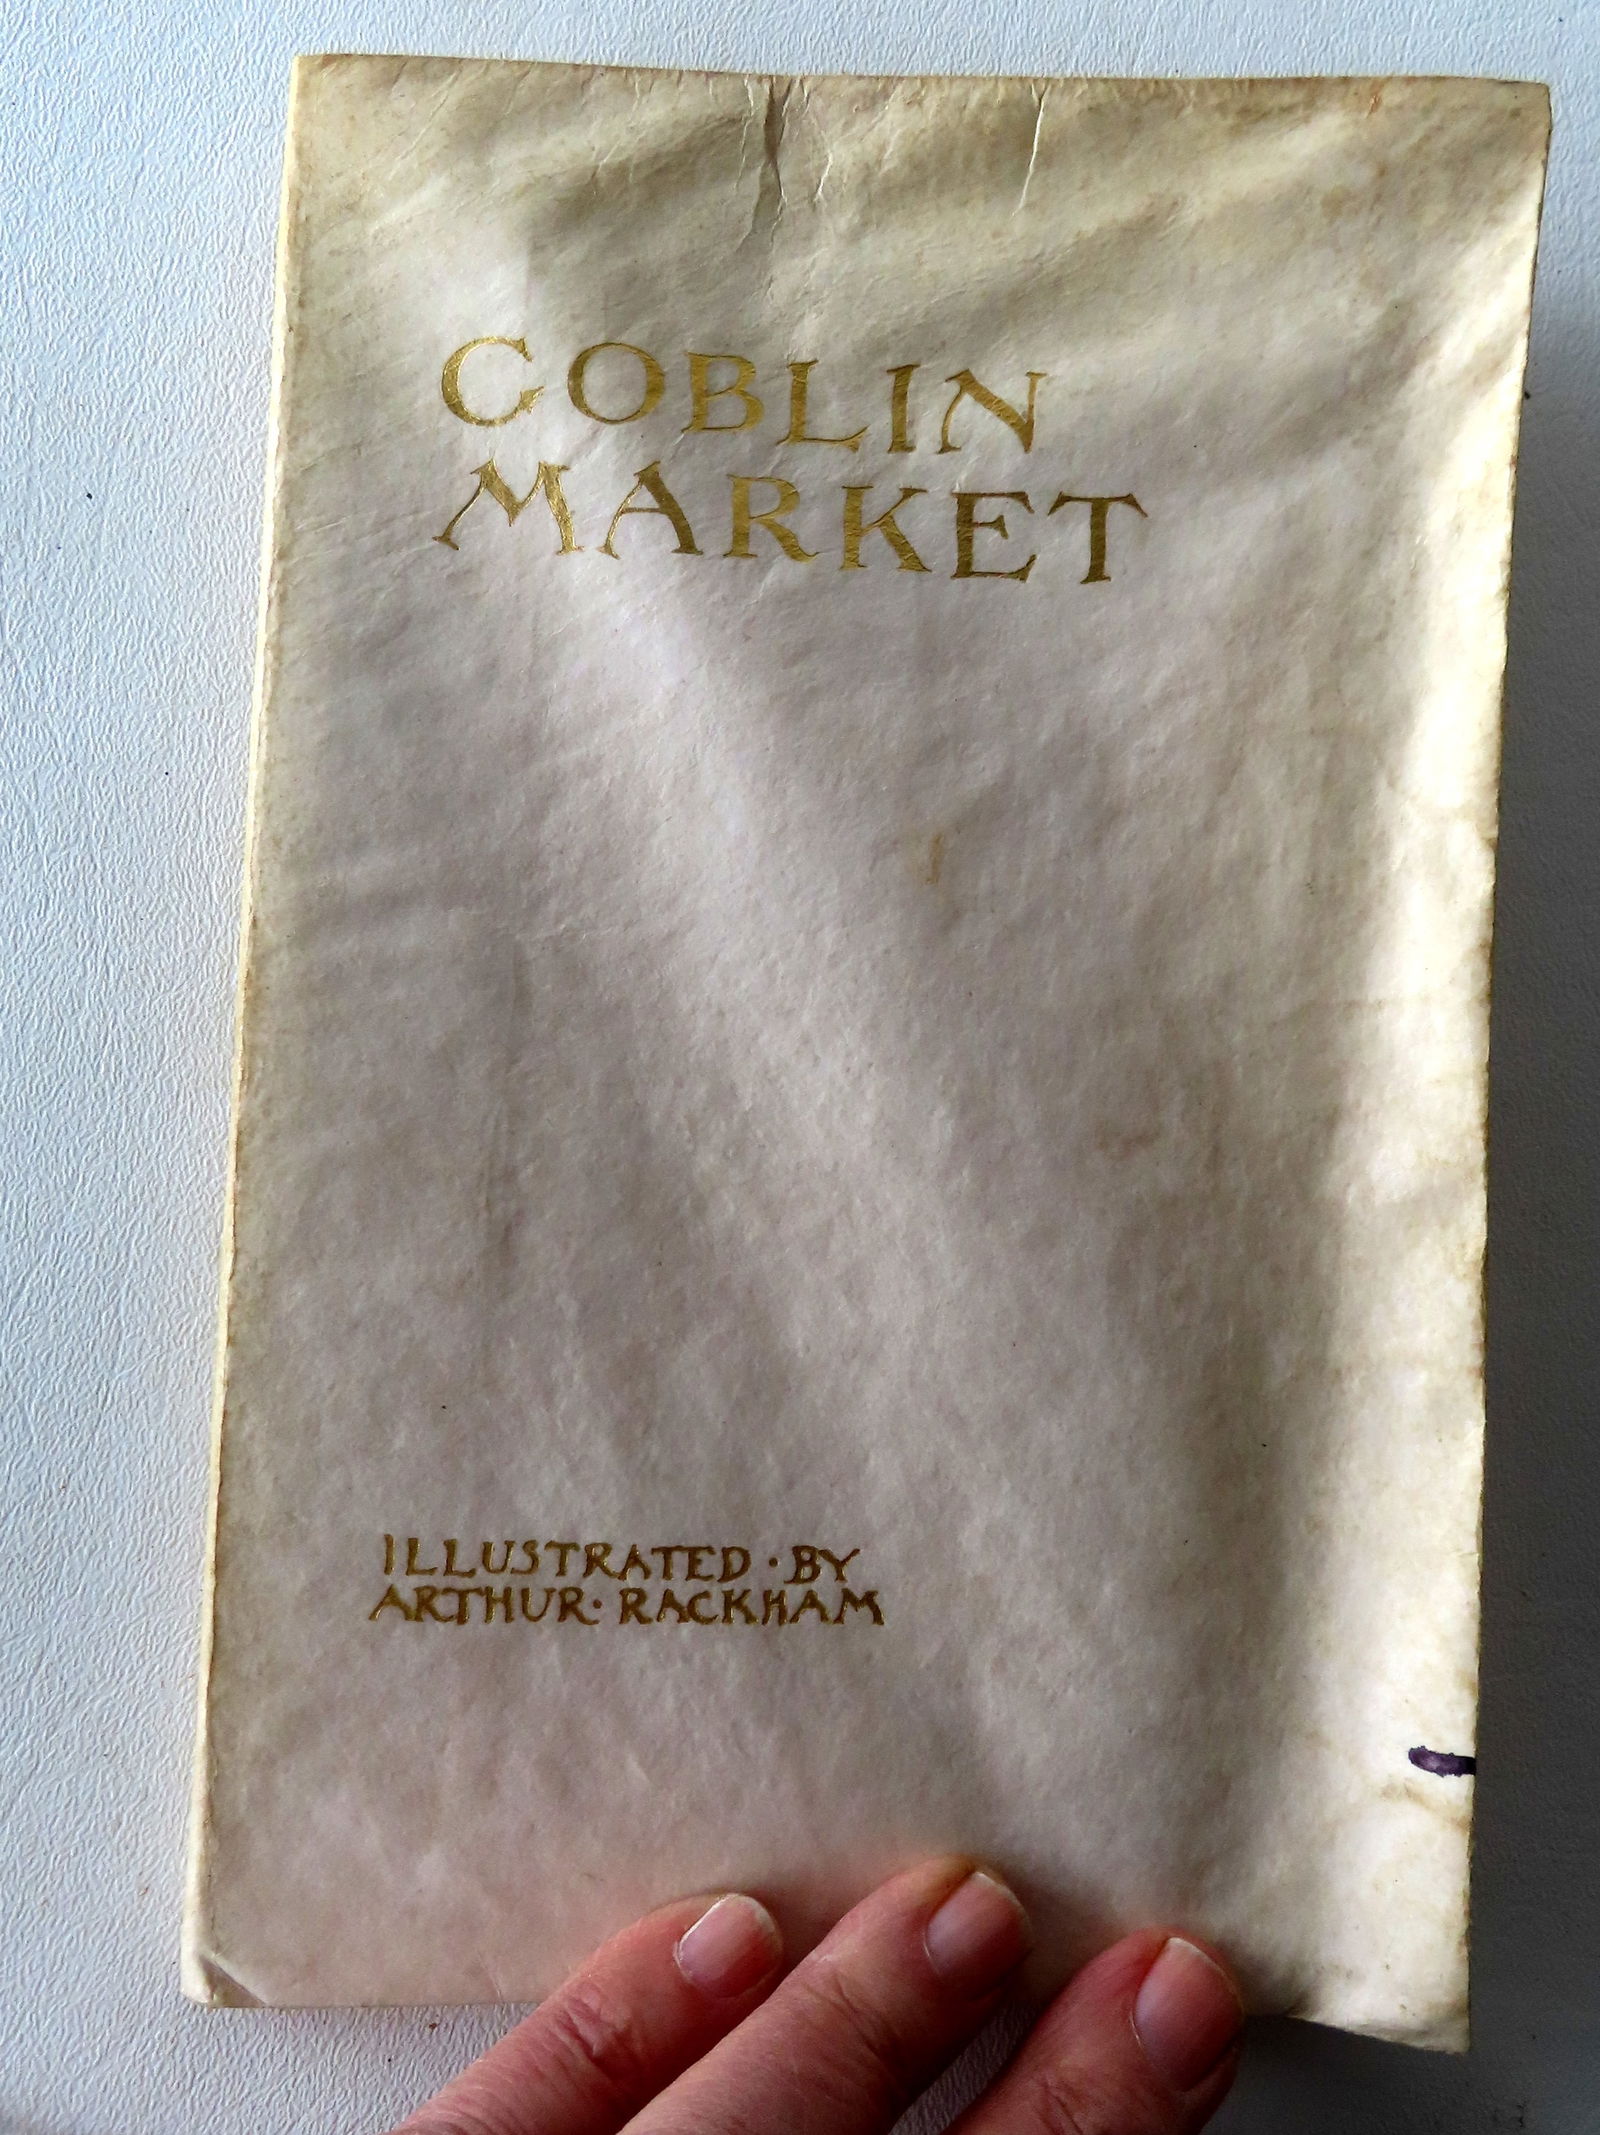 GOBLIN
MARKET
ILLUSTRATED · BY
ARTHUR · RACKHAM